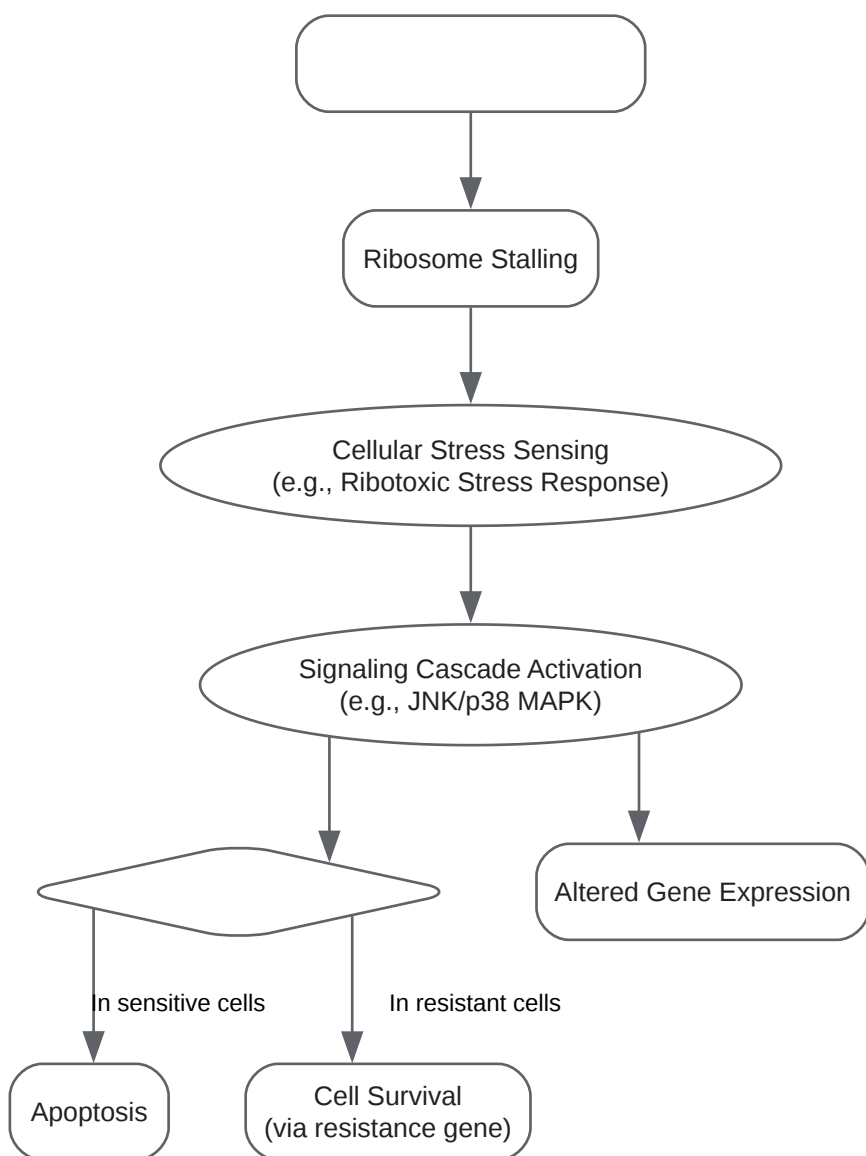 Ribosome Stalling
Cellular Stress Sensing
(e.g., Ribotoxic Stress Response)
Signaling Cascade Activation
(e.g., JNK/p38 MAPK)
Altered Gene Expression
In sensitive cells
In resistant cells
Apoptosis
Cell Survival
(via resistance gene)